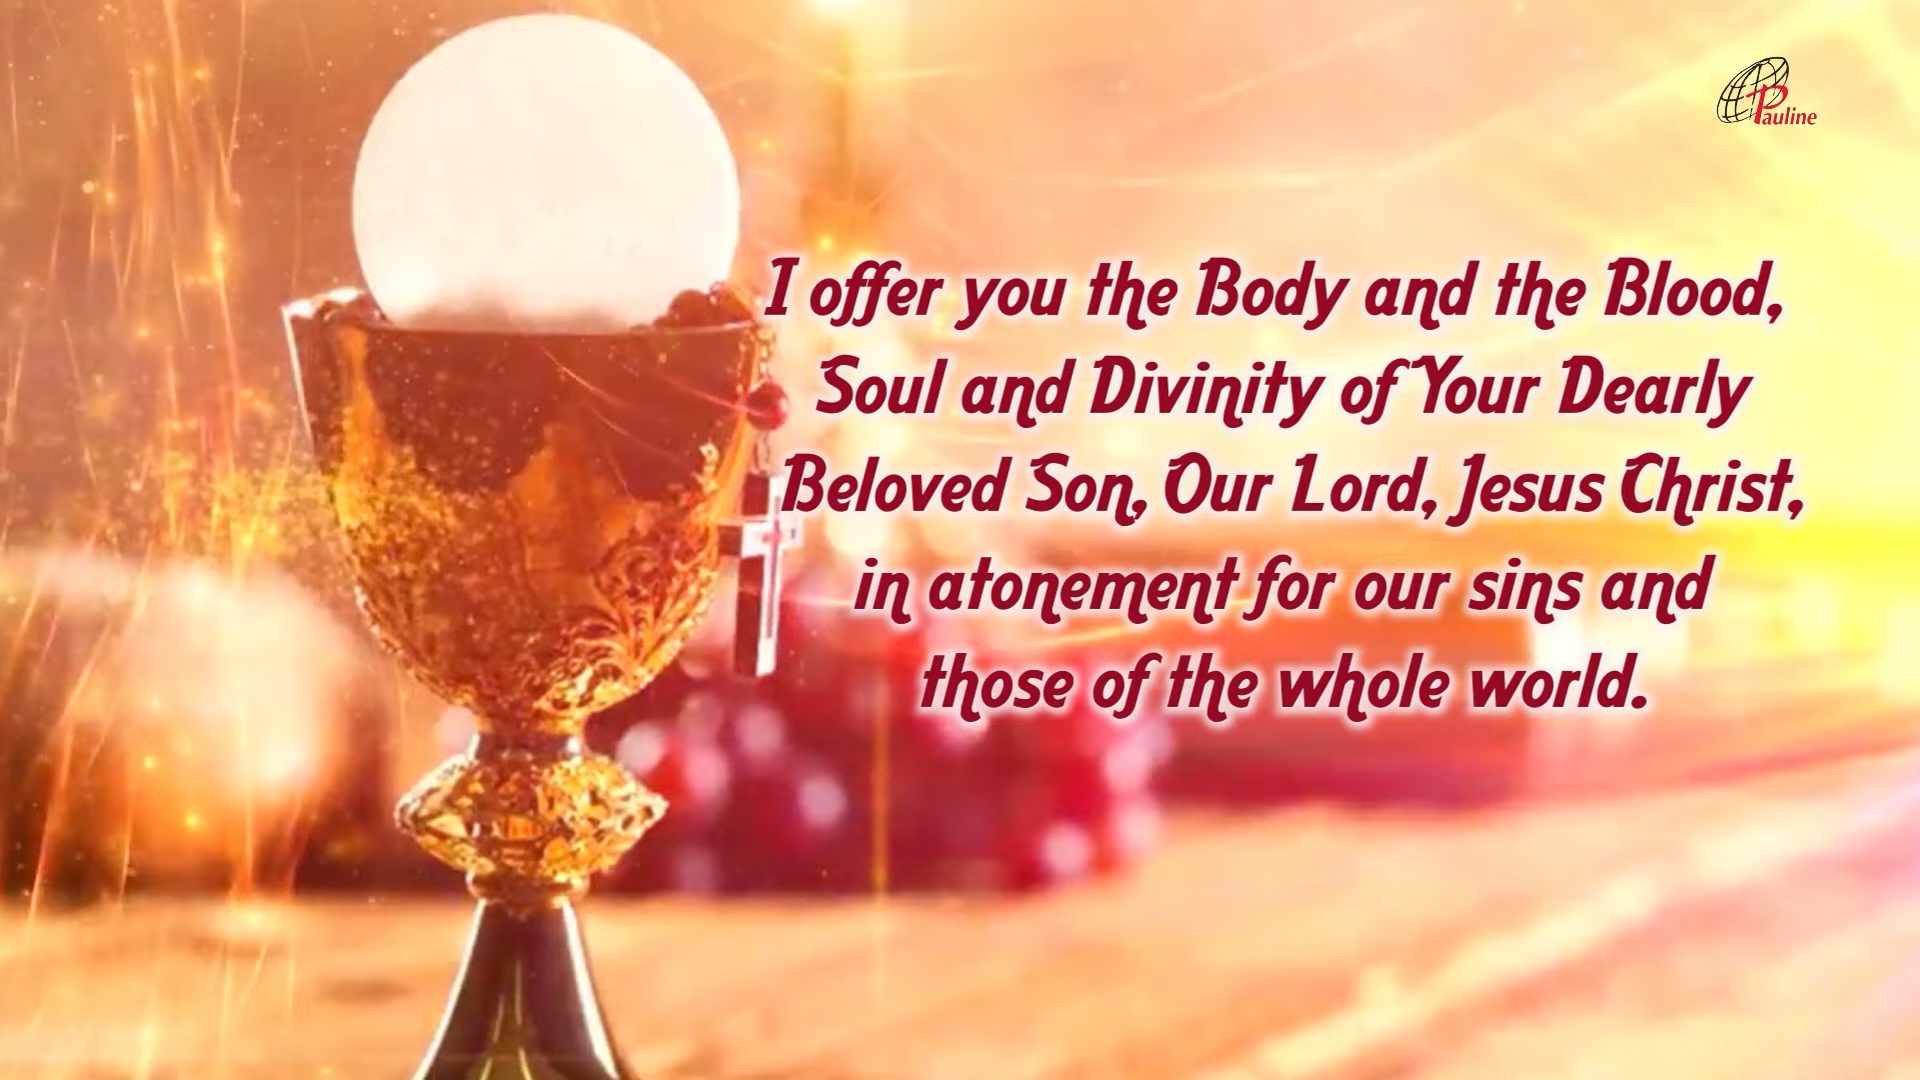 Pauline
I offer you the Body and the Blood,
Soul and Divinity of Your Dearly
Beloved Son, Our Lord, Jesus Christ,
in atonement for our sins and
those of the whole world.